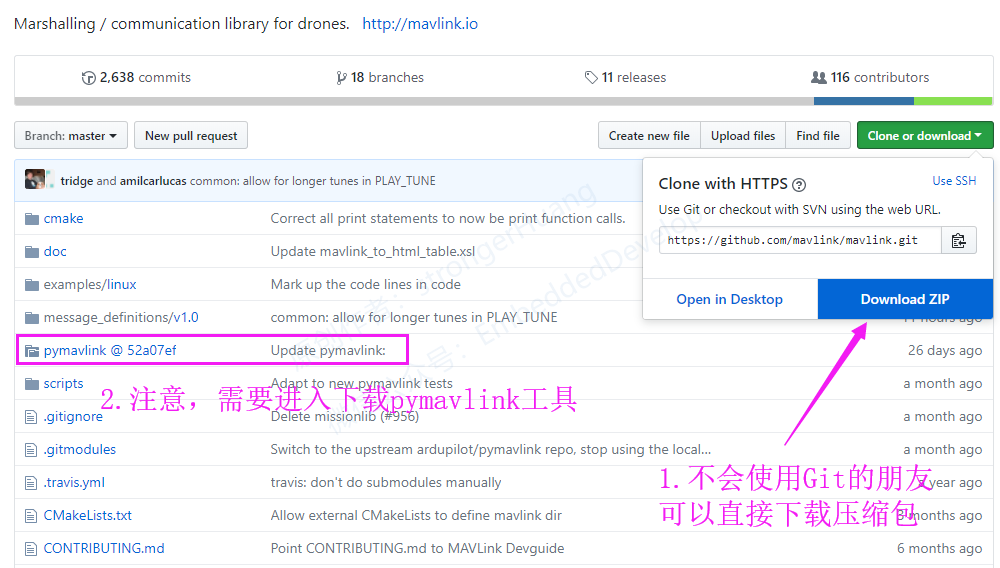 Marshalling / communication library for drones. http://mavlink.io
2,638 commits 18 branches 11 releases 116 contributors
Branch: master New pull request Create new file Upload files Find file Clone or download
tridge and amilcarlucas common: allow for longer tunes in PLAY_TUNE
Clone with HTTPS Use SSH
Use Git or checkout with SVN using the web URL.
https://github.com/mavlink/mavlink.git
Open in Desktop Download ZIP
cmake Correct all print statements to now be print function calls.
doc Update mavlink_to_html_table.xsl
examples/linux Mark up the code lines in code
message_definitions/v1.0 common: allow for longer tunes in PLAY_TUNE 11 hours ago
pymavlink @ 52a07ef Update pymavlink: 26 days ago
scripts Adapt to new pymavlink tests a month ago
2.注意，需要进入下载pymavlink工具
.gitignore Delete missionlib (#956) a month ago
.gitmodules Switch to the upstream ardupilot/pymavlink repo, stop using the local… a month ago
.travis.yml travis: don't do submodules manually year ago
1.不会使用Git的朋友
可以直接下载压缩包
CMakeLists.txt Allow external CMakeLists to define mavlink dir months ago
CONTRIBUTING.md Point CONTRIBUTING.md to MAVLink Devguide 6 months ago
strongerHuang
EmbeddedDevelop